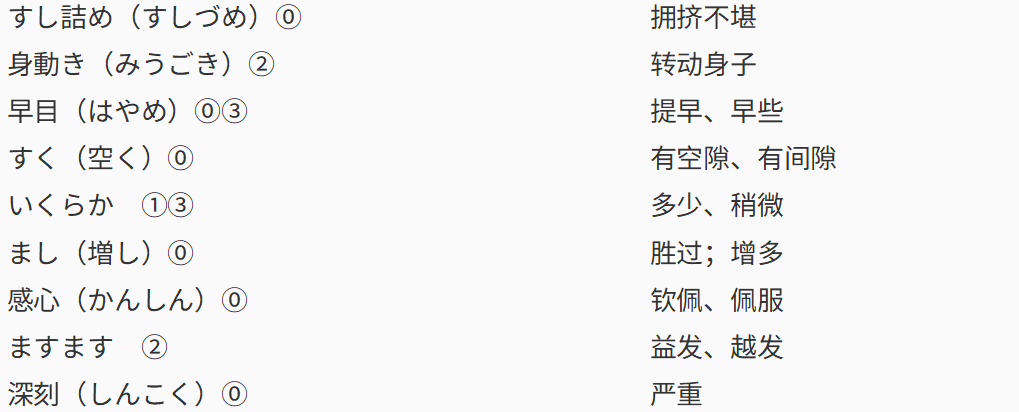 すし詰め（すしづめ）⓪ 拥挤不堪
身動き（みうごき）② 转动身子
早目（はやめ）⓪③ 提早、早些
すく（空く）⓪ 有空隙、有间隙
いくらか　①③ 多少、稍微
まし（増し）⓪ 胜过；增多
感心（かんしん）⓪ 钦佩、佩服
ますます　② 益发、越发
深刻（しんこく）⓪ 严重